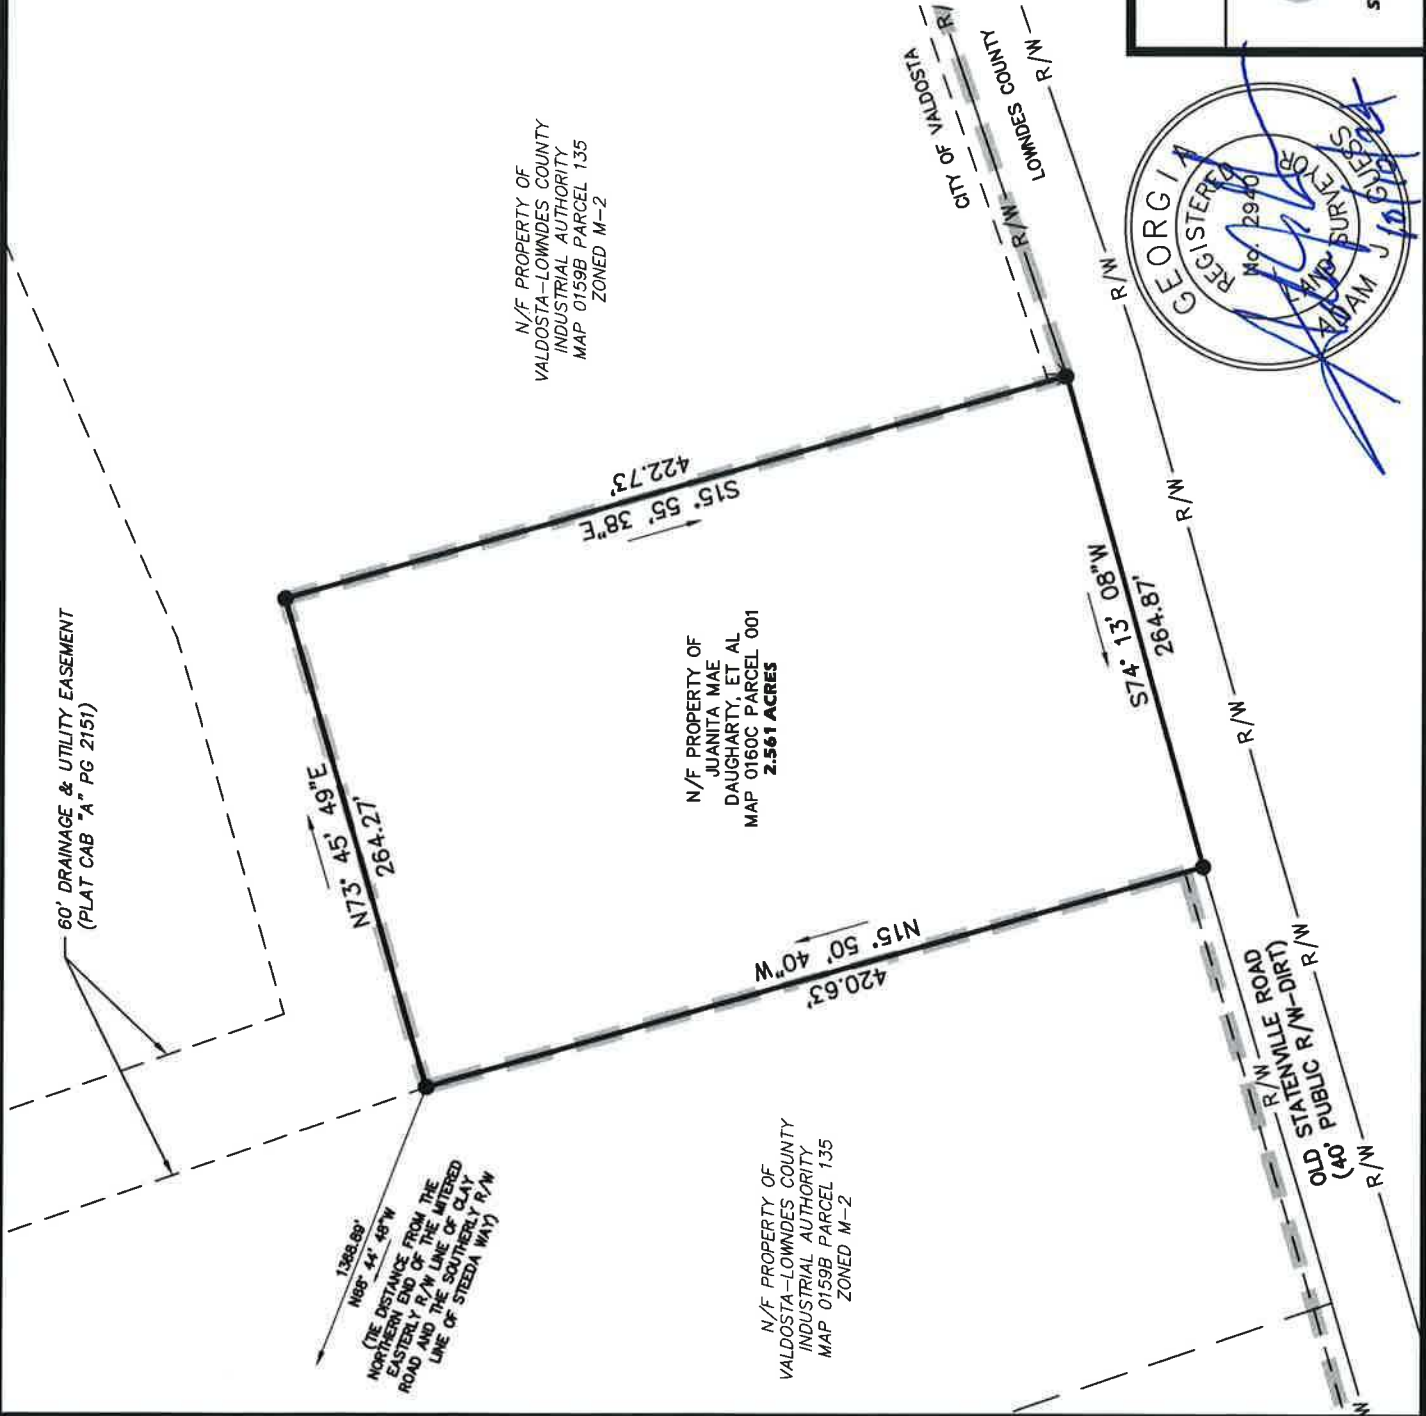 60' DRAINAGE & UTILITY EASEMENT
(PLAT CAB "A" PG 2151)
N/F PROPERTY OF
VALDOSTA-LOWNDES COUNTY
INDUSTRIAL AUTHORITY
MAP 0159B PARCEL 135
ZONED M-2
CITY OF VALDOSTA
R/W
R/W
LOWNDES COUNTY
R/W
R/W
N73° 45' 49"E
264.27'
422.73'
S15° 55' 38"E
N/F PROPERTY OF
JUANITA MAE
DAUGHARTY, ET AL
MAP 0160C PARCEL 001
2.561 ACRES
N15° 50' 40"W
420.63'
S74° 13' 08"W
264.87'
1388.89'
N68° 44' 48"W
(TIE DISTANCE FROM THE
NORTHERN END OF THE MITERED
EASTERLY R/W LINE OF CLAY
ROAD AND THE SOUTHERLY R/W
LINE OF STEEDA WAY)
N/F PROPERTY OF
VALDOSTA-LOWNDES COUNTY
INDUSTRIAL AUTHORITY
MAP 0159B PARCEL 135
ZONED M-2
R/W
R/W
R/W
R/W
OLD STATENVILLE ROAD
(40' PUBLIC R/W-DIRT)
R/W
GEORGIA
REGISTERED
No. 2940
LAND SURVEYOR
ADAM J GUESS